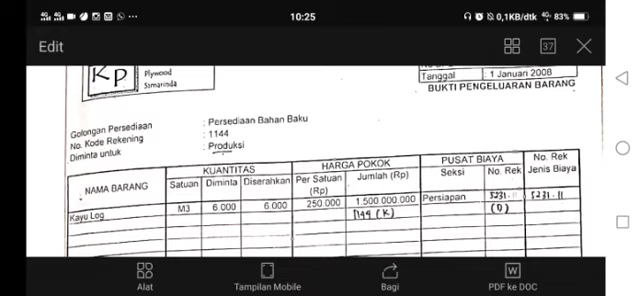 10:25
0,1KB/dtk 83%
Edit
37
KP
Plywood
Samarinda
Tanggal : 1 Januari 2008
BUKTI PENGELUARAN BARANG
Golongan Persediaan : Persediaan Bahan Baku
No. Kode Rekening : 1144
Diminta untuk : Produksi
NAMA BARANG KUANTITAS HARGA POKOK PUSAT BIAYA No. Rek
Satuan Diminta Diserahkan Per Satuan Jumlah (Rp) Seksi No. Rek Jenis Biaya
(Rp)
Kayu Log M3 6.000 6.000 250.000 1.500.000.000 Persiapan 5231-11 5231-11
1144 (K) (D)
Alat
Tampilan Mobile
Bagi
W
PDF ke DOC